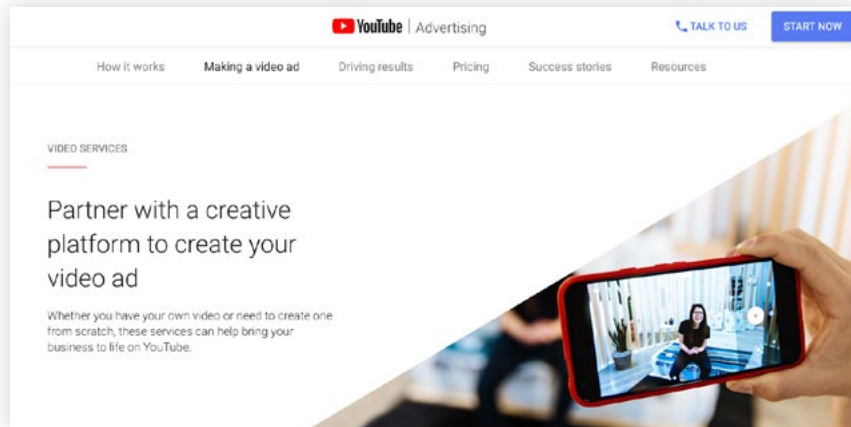 YouTube Advertising
TALK TO US
START NOW
How it works
Making a video ad
Driving results
Pricing
Success stories
Resources
VIDEO SERVICES
Partner with a creative
platform to create your
video ad
Whether you have your own video or need to create one
from scratch, these services can help bring your
business to life on YouTube.